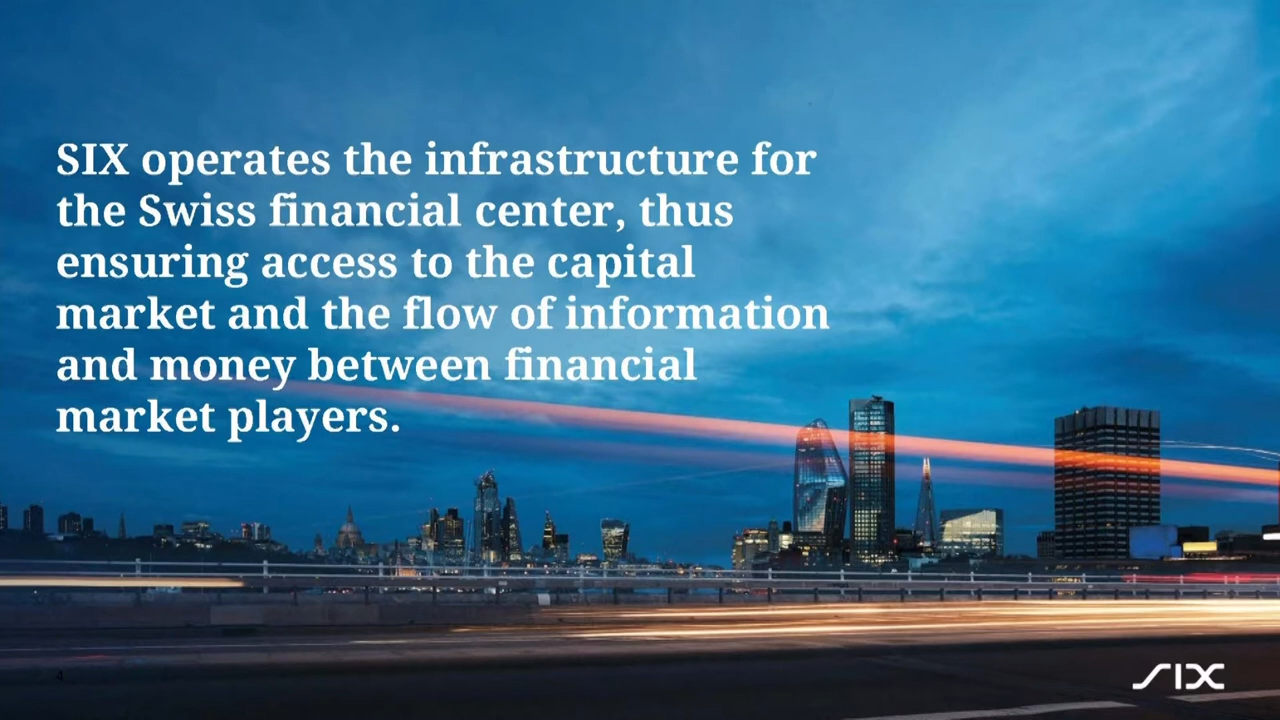 SIX operates the infrastructure for
the Swiss financial center, thus
ensuring access to the capital
market and the flow of information
and money between financial
market players.
4
SIX